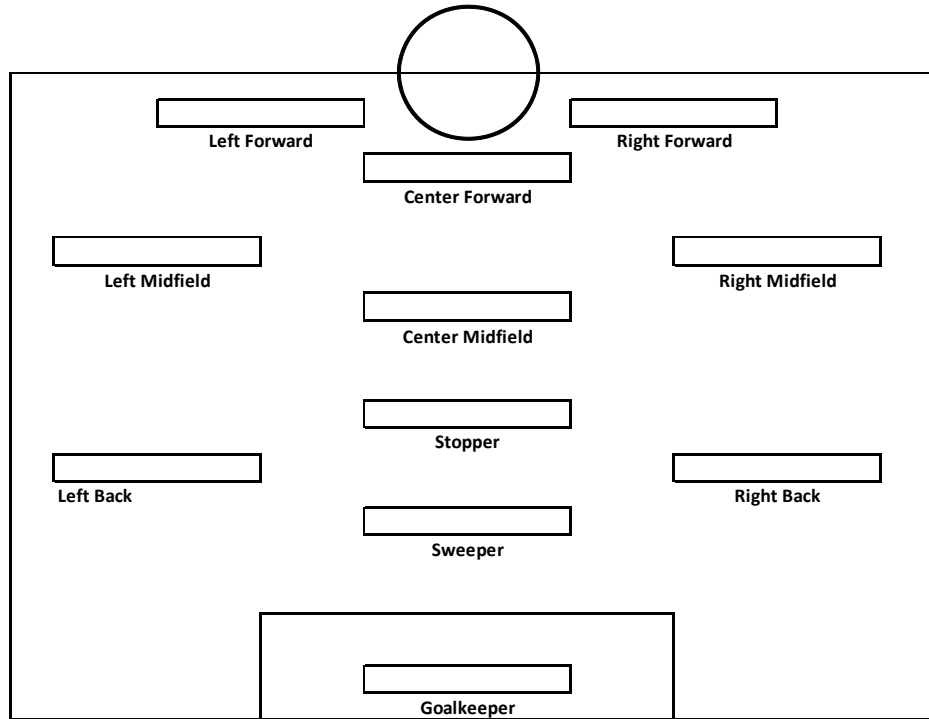 Left Forward
Right Forward
Center Forward
Left Midfield
Right Midfield
Center Midfield
Stopper
Left Back
Right Back
Sweeper
Goalkeeper